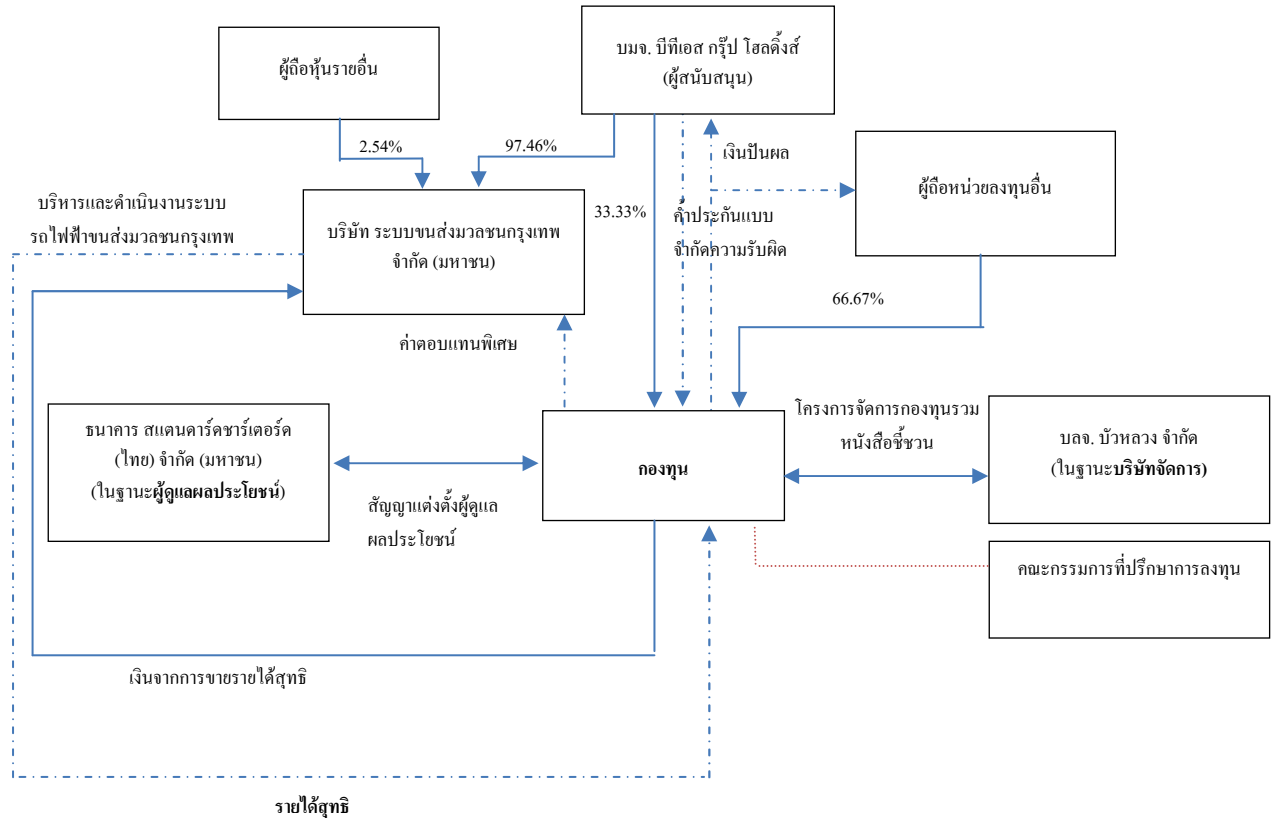 บมจ. บีทีเอส กรุ๊ป โฮลดิ้งส์
(ผู้สนับสนุน)
ผู้ถือหุ้นรายอื่น
2.54%
97.46%
เงินปันผล
ผู้ถือหน่วยลงทุนอื่น
บริหารและดำเนินงานระบบ
รถไฟฟ้าขนส่งมวลชนกรุงเทพ
บริษัท ระบบขนส่งมวลชนกรุงเทพ
จำกัด (มหาชน)
33.33%
ค้ำประกันแบบ
จำกัดความรับผิด
66.67%
ค่าตอบแทนพิเศษ
ธนาคาร สแตนดาร์ดชาร์เตอร์ด
(ไทย) จำกัด (มหาชน)
(ในฐานะผู้ดูแลผลประโยชน์)
สัญญาแต่งตั้งผู้ดูแล
ผลประโยชน์
กองทุน
โครงการจัดการกองทุนรวม
หนังสือชี้ชวน
บลจ. บัวหลวง จำกัด
(ในฐานะบริษัทจัดการ)
คณะกรรมการที่ปรึกษาการลงทุน
เงินจากการขายรายได้สุทธิ
รายได้สุทธิ